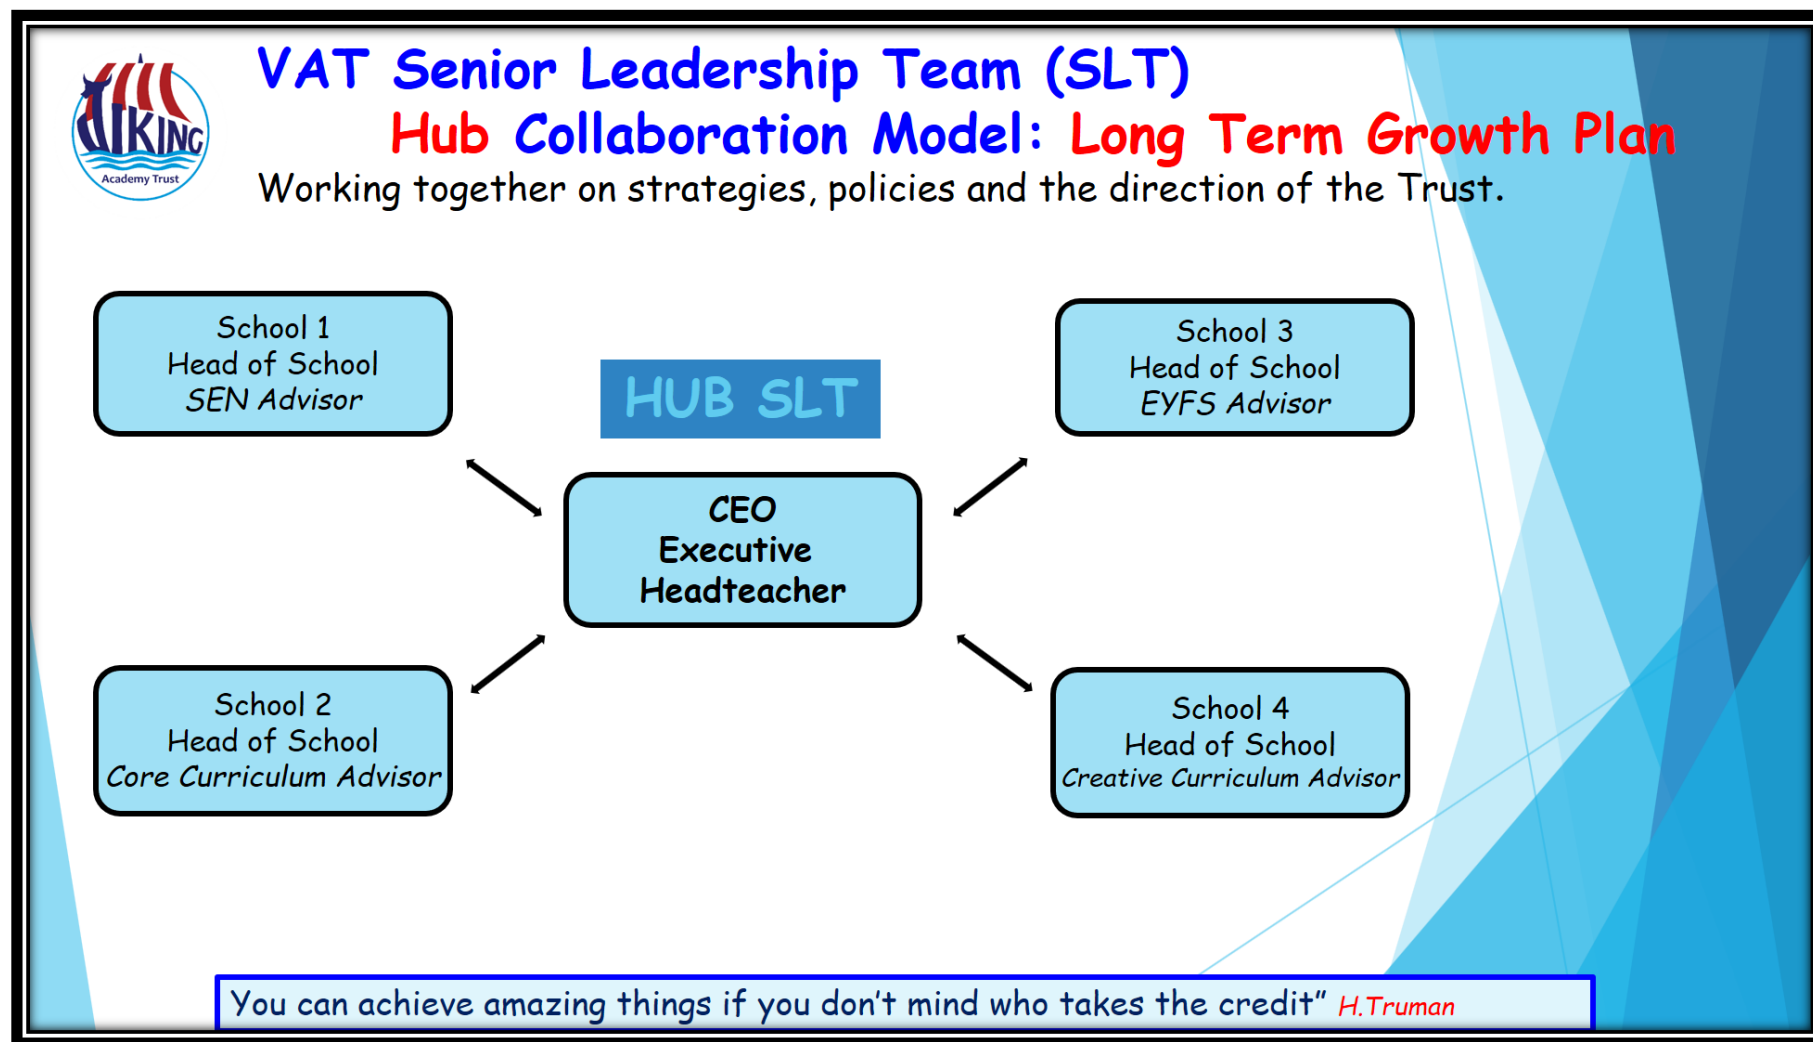 VIKING
Academy Trust
VAT Senior Leadership Team (SLT)
Hub Collaboration Model: Long Term Growth Plan
Working together on strategies, policies and the direction of the Trust.
School 1
Head of School
SEN Advisor
HUB SLT
School 3
Head of School
EYFS Advisor
CEO
Executive
Headteacher
School 2
Head of School
Core Curriculum Advisor
School 4
Head of School
Creative Curriculum Advisor
You can achieve amazing things if you don't mind who takes the credit” H.Truman